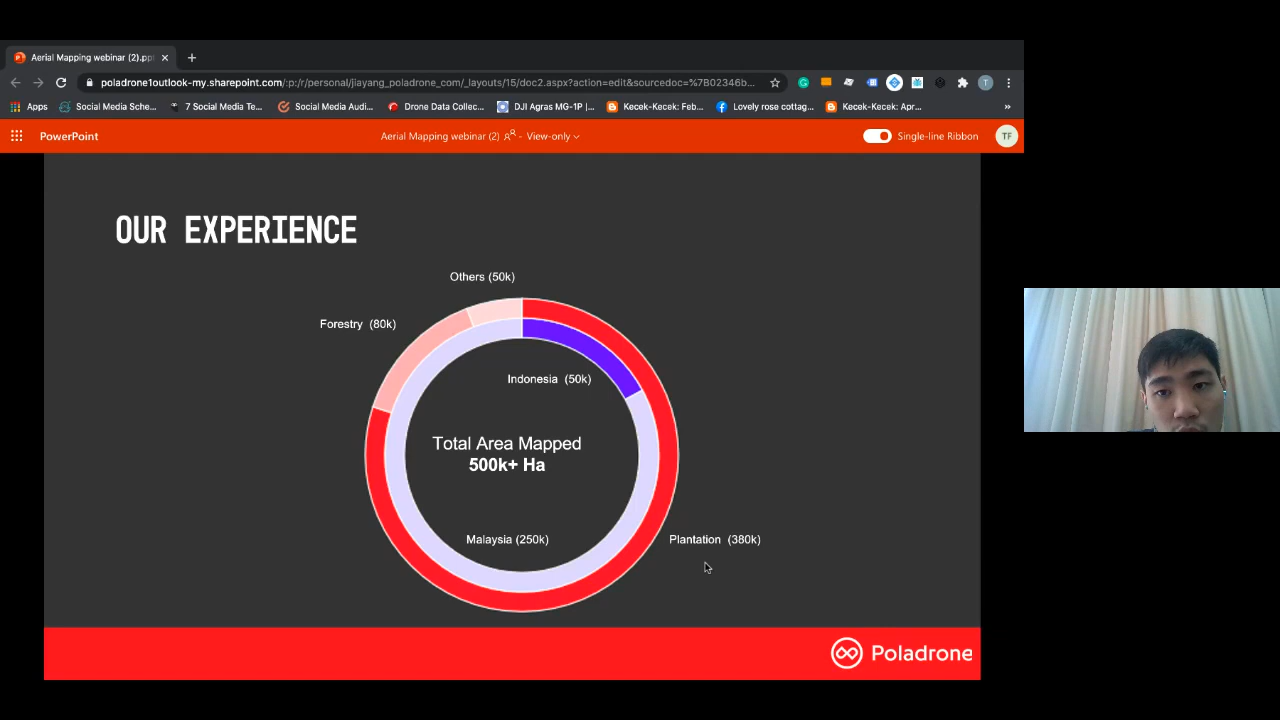 Aerial Mapping webinar (2).pp
poladrone1outlook-my.sharepoint.com/:p:/r/personal/jiayang_poladrone_com/_layouts/15/doc2.aspx?action=edit&sourcedoc=%7B02346b...
T
Apps
Social Media Sche...
7 Social Media Te...
Social Media Audi...
Drone Data Collec...
DJI Agras MG-1P |...
Kecek-Kecek: Feb...
Lovely rose cottag...
Kecek-Kecek: Apr...
»
PowerPoint
Aerial Mapping webinar (2) - View-only
Single-line Ribbon
TF
OUR EXPERIENCE
Others (50k)
Forestry (80k)
Indonesia (50k)
Total Area Mapped
500k+ Ha
Malaysia (250k)
Plantation (380k)
Poladrone